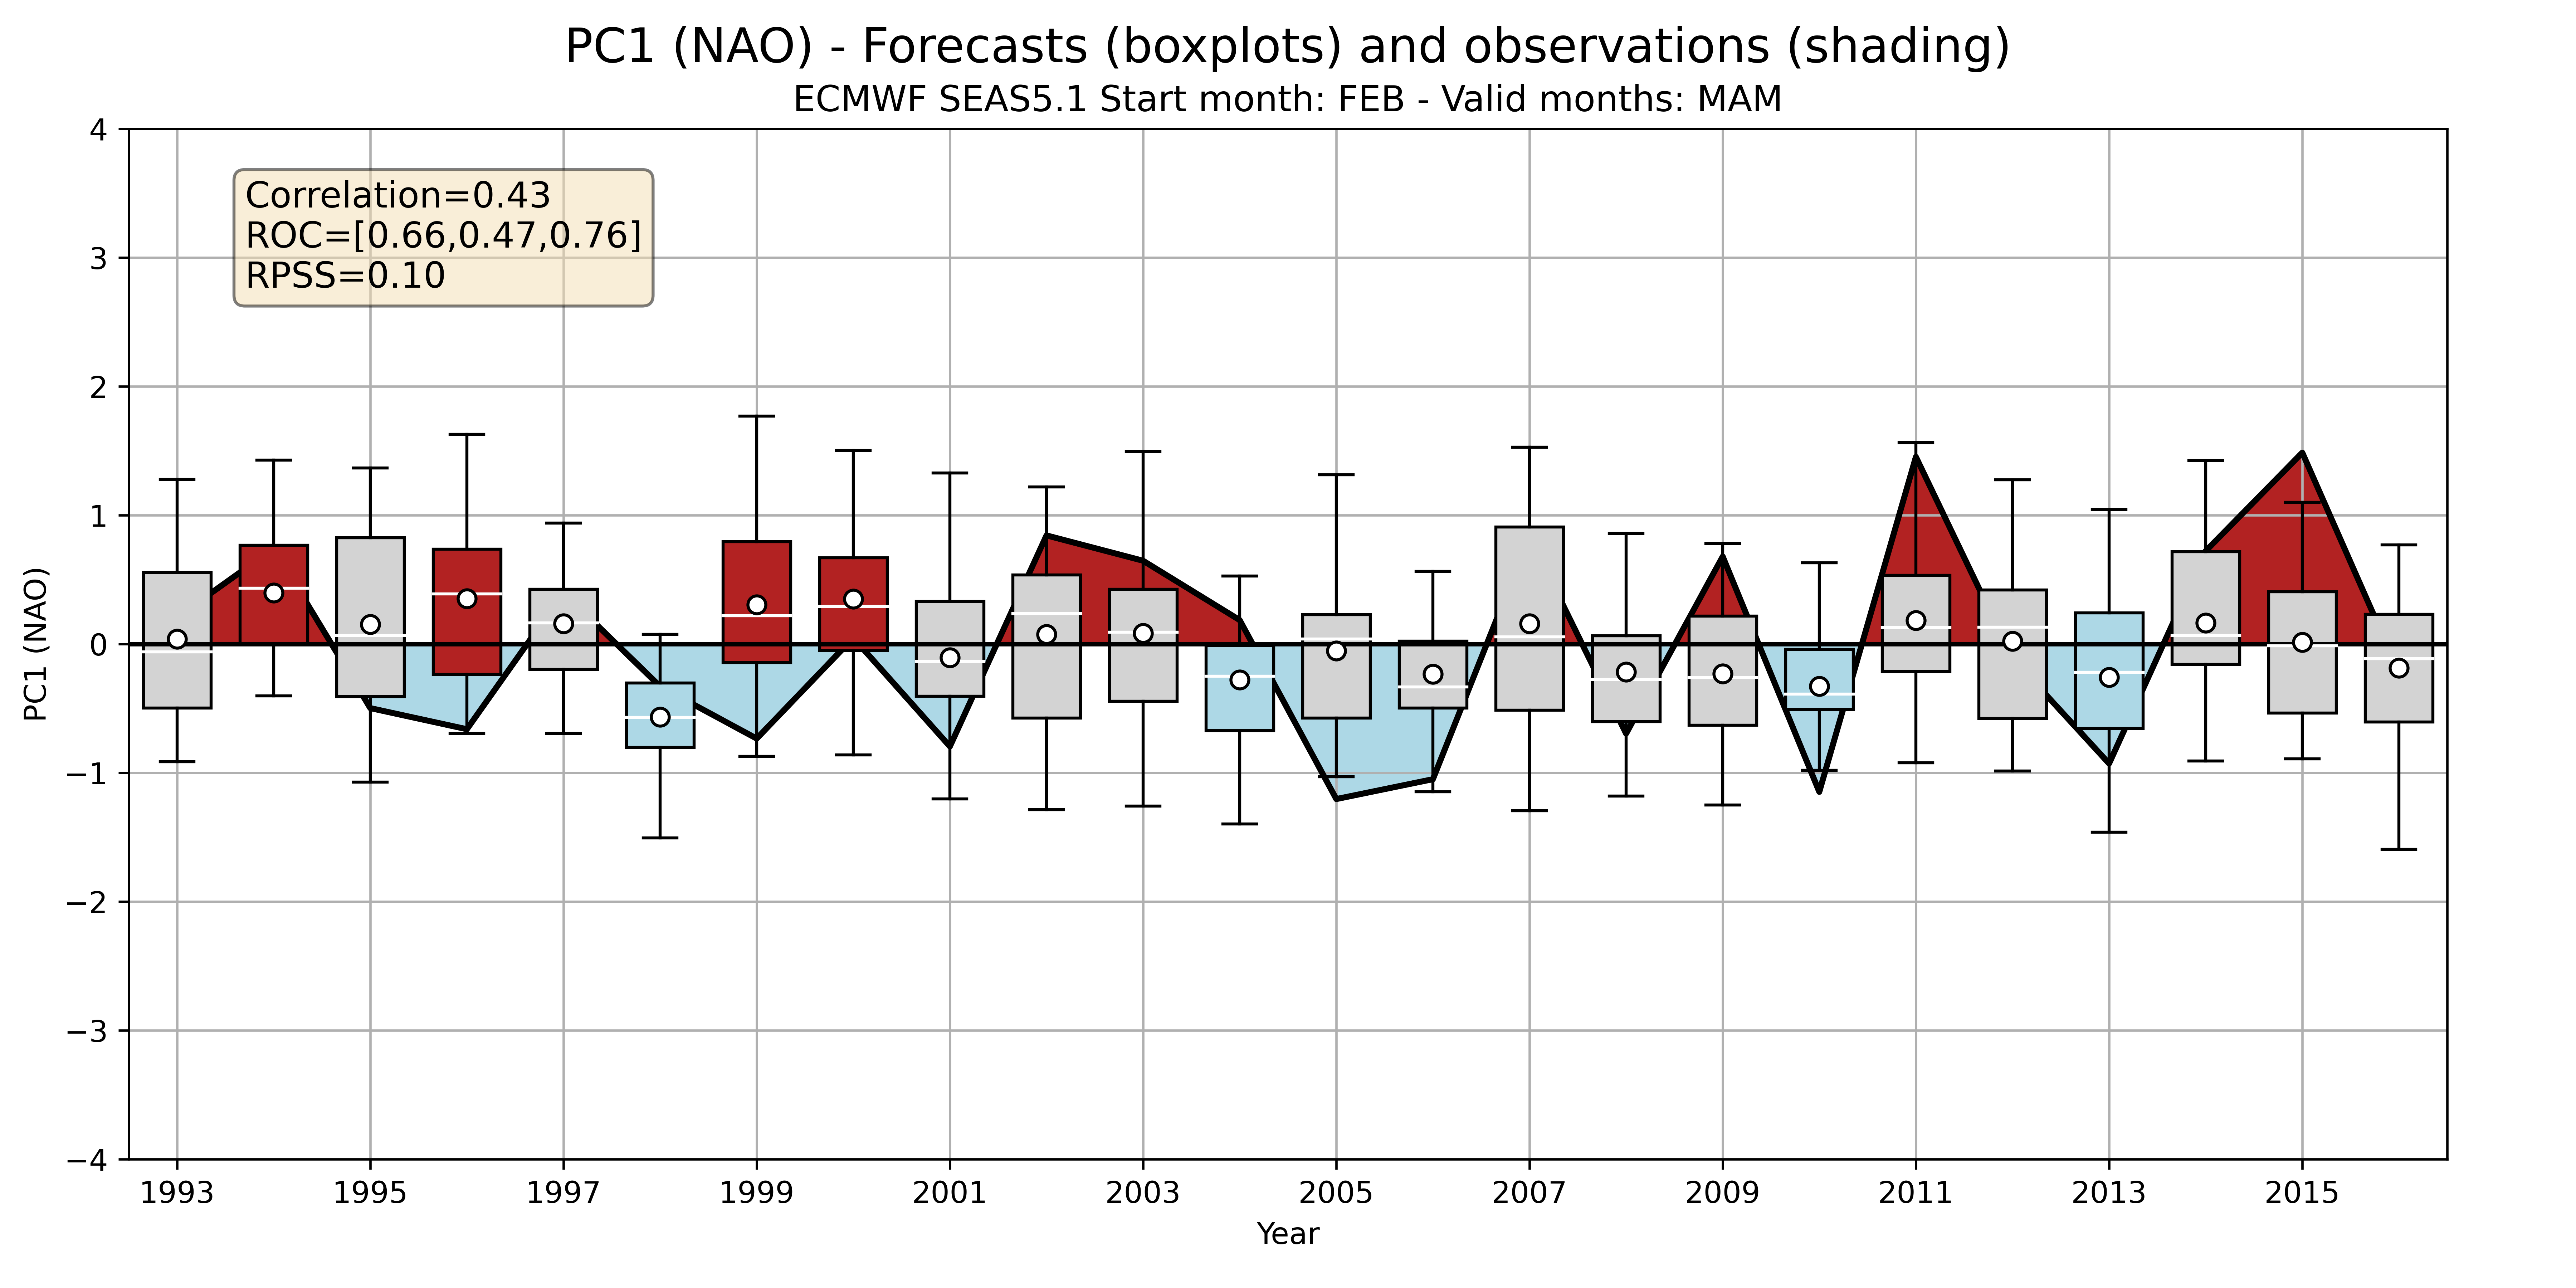 PC1 (NAO) - Forecasts (boxplots) and observations (shading)
ECMWF SEAS5.1 Start month: FEB - Valid months: MAM
Correlation=0.43
ROC=[0.66,0.47,0.76]
RPSS=0.10
PC1 (NAO)
4
3
2
1
0
−1
−2
−3
−4
1993 1995 1997 1999 2001 2003 2005 2007 2009 2011 2013 2015
Year